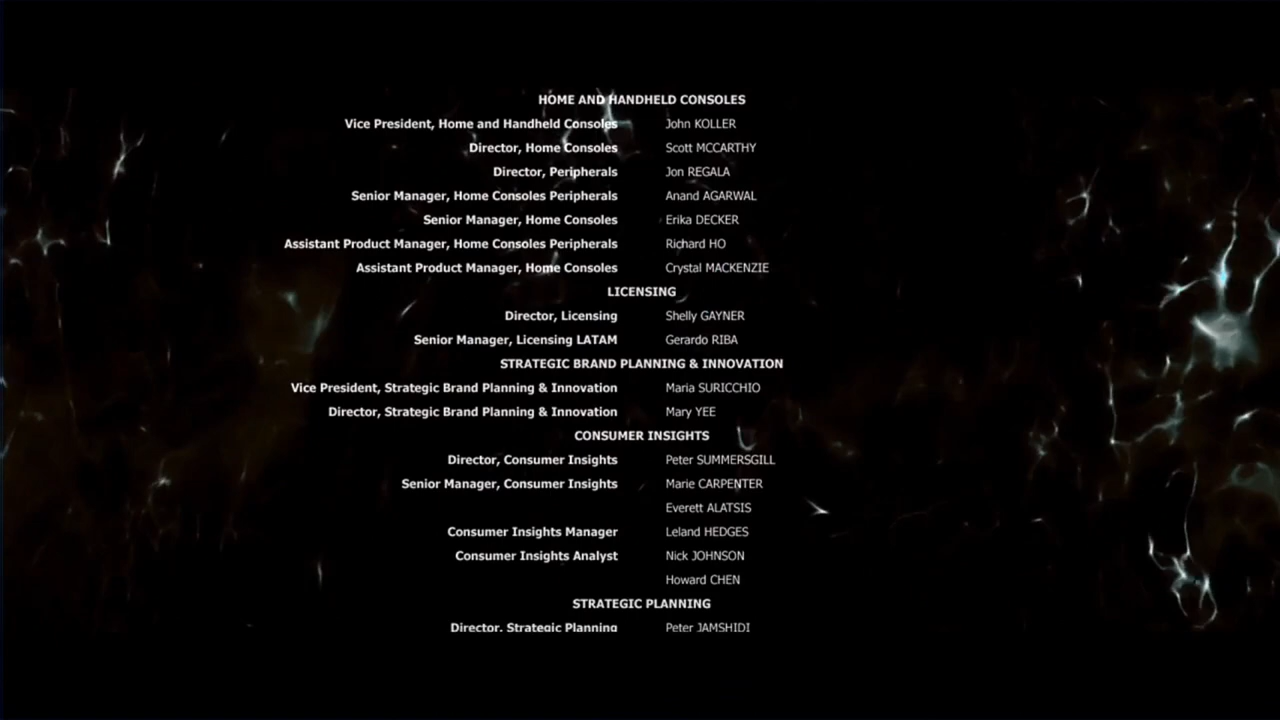 HOME AND HANDHELD CONSOLES
Vice President, Home and Handheld Consoles John KOLLER
Director, Home Consoles Scott MCCARTHY
Director, Peripherals Jon REGALA
Senior Manager, Home Consoles Peripherals Anand AGARWAL
Senior Manager, Home Consoles Erika DECKER
Assistant Product Manager, Home Consoles Peripherals Richard HO
Assistant Product Manager, Home Consoles Crystal MACKENZIE
LICENSING
Director, Licensing Shelly GAYNER
Senior Manager, Licensing LATAM Gerardo RIBA
STRATEGIC BRAND PLANNING & INNOVATION
Vice President, Strategic Brand Planning & Innovation Maria SURICCHIO
Director, Strategic Brand Planning & Innovation Mary YEE
CONSUMER INSIGHTS
Director, Consumer Insights Peter SUMMERSGILL
Senior Manager, Consumer Insights Marie CARPENTER
Everett ALATSIS
Consumer Insights Manager Leland HEDGES
Consumer Insights Analyst Nick JOHNSON
Howard CHEN
STRATEGIC PLANNING
Director, Strategic Planning Peter JAMSHIDI